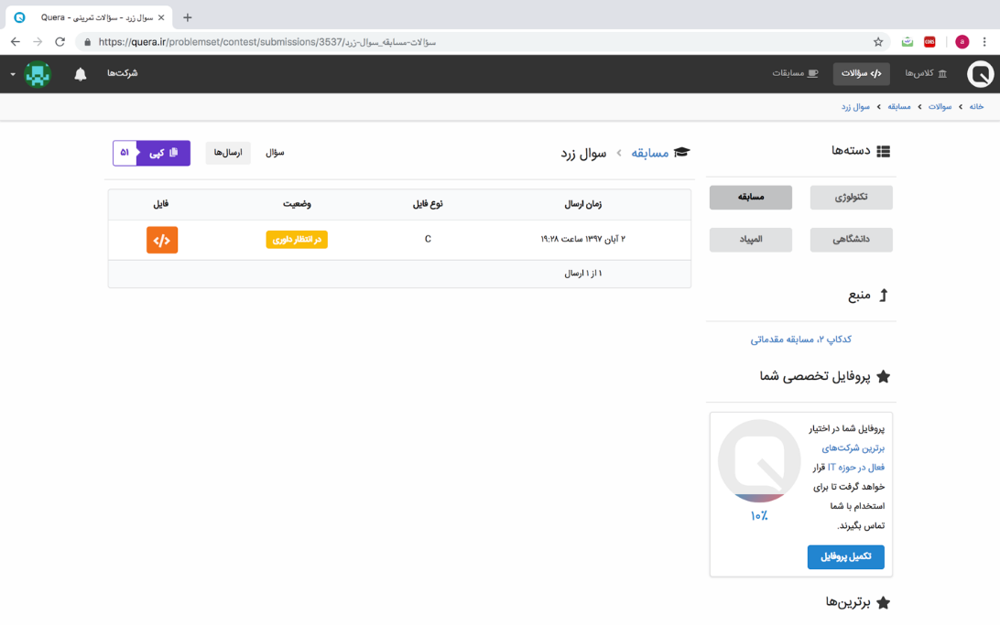 سوال زرد - سؤالات تمرینی - Quera
https://quera.ir/problemset/contest/submissions/3537/سؤالات-مسابقه_سوال-زرد
کلاس‌ها
سؤالات
مسابقات
شرکت‌ها
خانه
سوالات
مسابقه
سوال زرد
دسته‌ها
تکنولوژی
مسابقه
دانشگاهی
المپیاد
منبع
کدکاپ ۲، مسابقه مقدماتی
پروفایل تخصصی شما
پروفایل شما در اختیار
برترین شرکت‌های
فعال در حوزه IT قرار
خواهد گرفت تا برای
استخدام با شما
تماس بگیرند.
۱۰٪
تکمیل پروفایل
برترین‌ها
مسابقه
سوال زرد
سؤال
ارسال‌ها
کپی
۵۱
زمان ارسال
نوع فایل
وضعیت
فایل
۲ آبان ۱۳۹۷ ساعت ۱۹:۲۸
C
در انتظار داوری
۱ از ۱ ارسال